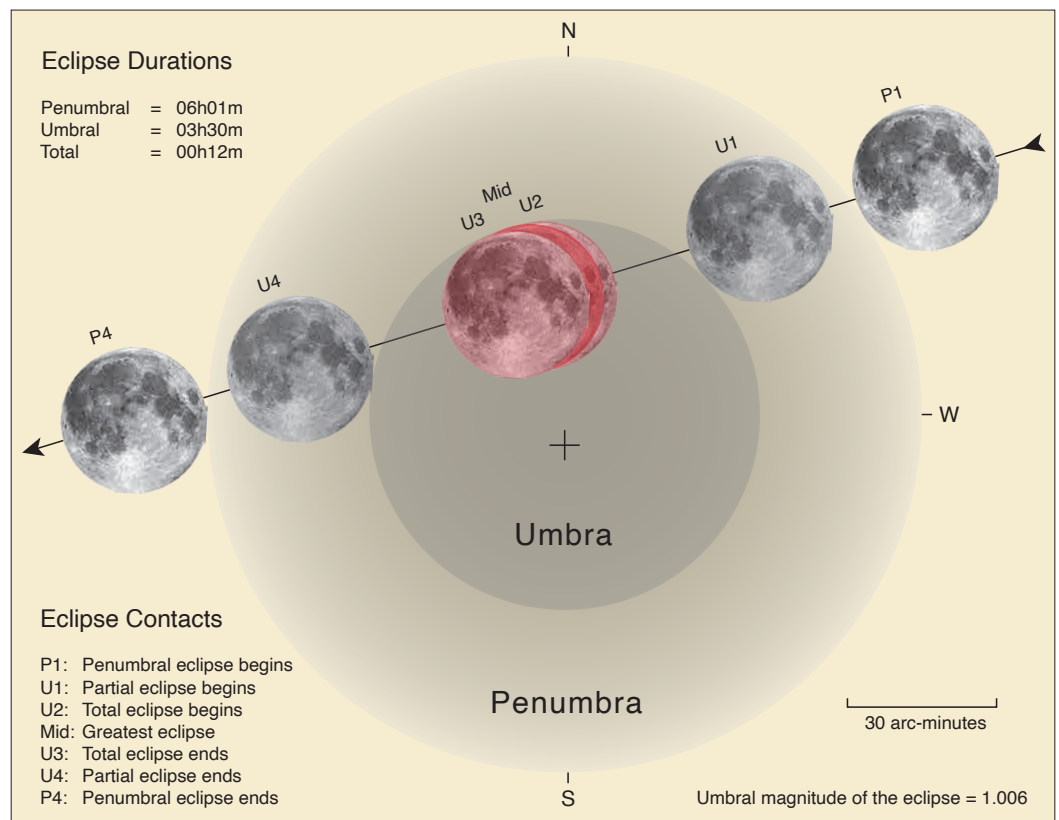 N
Eclipse Durations
Penumbral = 06h01m
Umbral = 03h30m
Total = 00h12m
P1
U1
Mid
U2
U3
U4
P4
W
Umbra
Eclipse Contacts
P1: Penumbral eclipse begins
U1: Partial eclipse begins
U2: Total eclipse begins
Mid: Greatest eclipse
U3: Total eclipse ends
U4: Partial eclipse ends
P4: Penumbral eclipse ends
Penumbra
30 arc-minutes
S
Umbral magnitude of the eclipse = 1.006